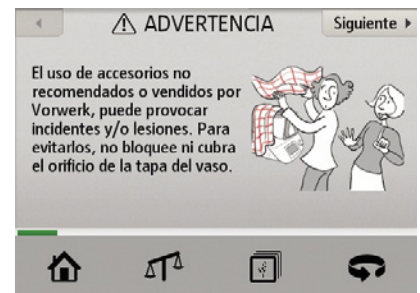 ADVERTENCIA
Siguiente
El uso de accesorios no
recomendados o vendidos por
Vorwerk, puede provocar
incidentes y/o lesiones. Para
evitarlos, no bloquee ni cubra
el orificio de la tapa del vaso.